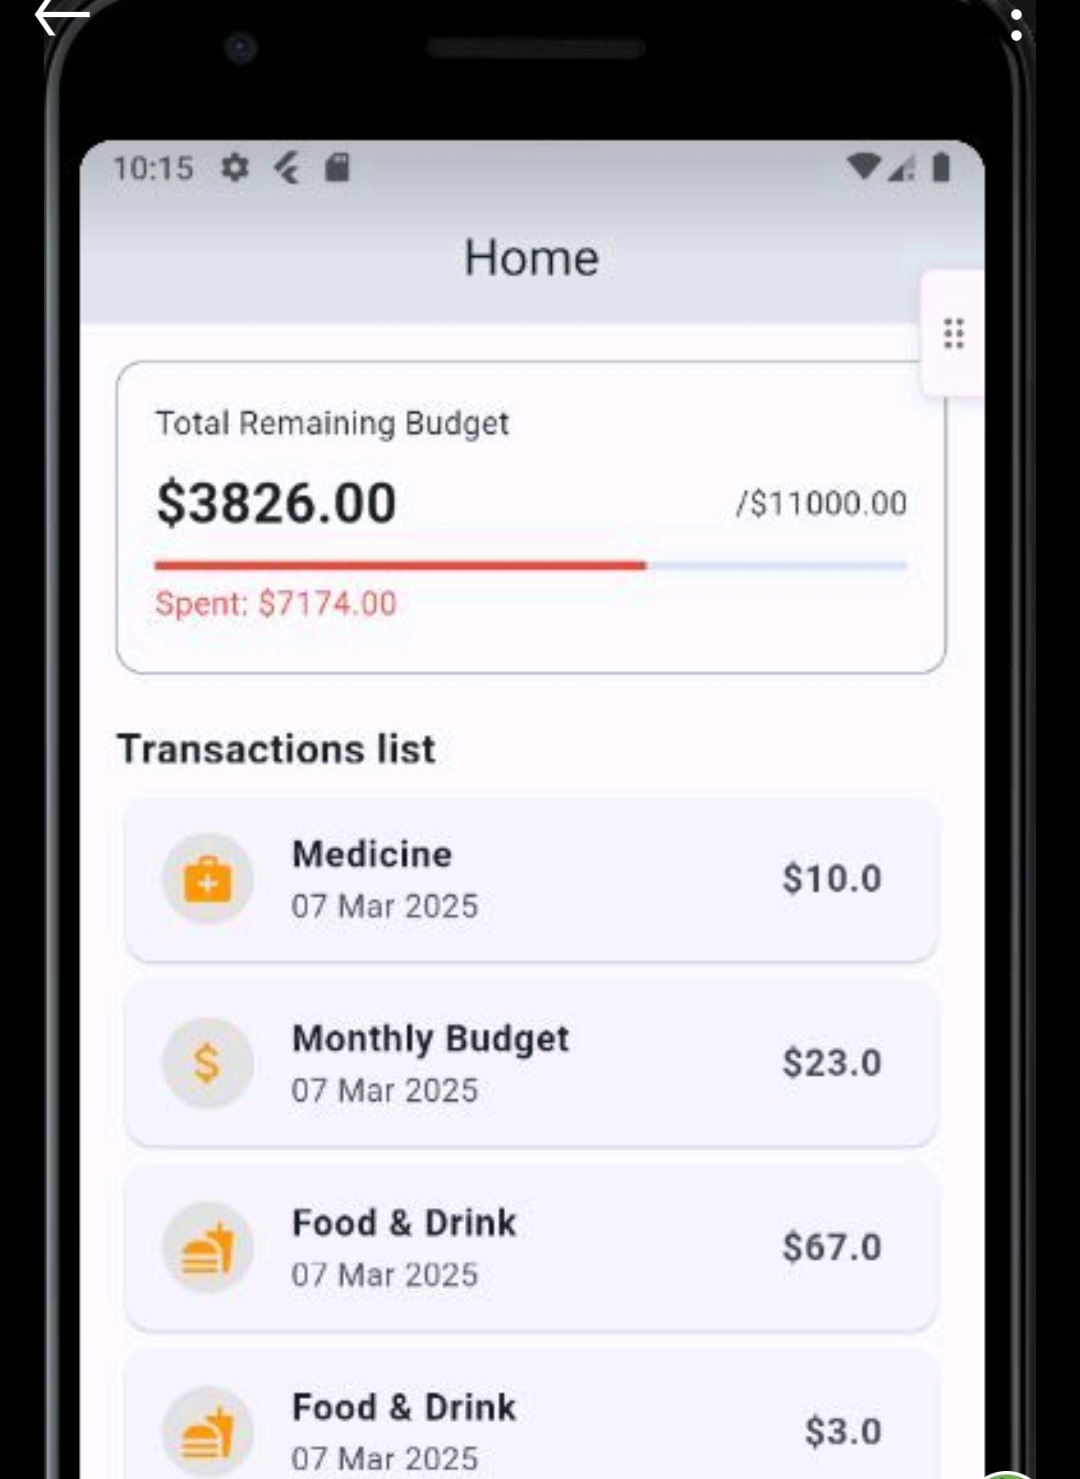 10:15
Home
Total Remaining Budget
$3826.00 /$11000.00
Spent: $7174.00
Transactions list
Medicine
07 Mar 2025
$10.0
Monthly Budget
07 Mar 2025
$23.0
Food & Drink
07 Mar 2025
$67.0
Food & Drink
07 Mar 2025
$3.0